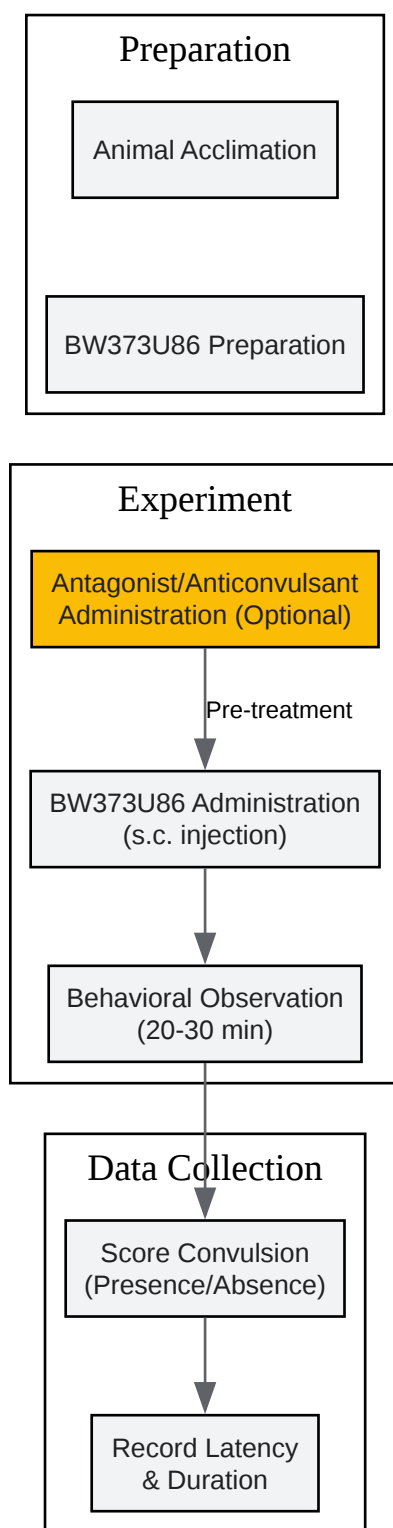 Preparation
Animal Acclimation
BW373U86 Preparation
Experiment
Antagonist/Anticonvulsant
Administration (Optional)
Pre-treatment
BW373U86 Administration
(s.c. injection)
Behavioral Observation
(20-30 min)
Data Collection
Score Convulsion
(Presence/Absence)
Record Latency
& Duration